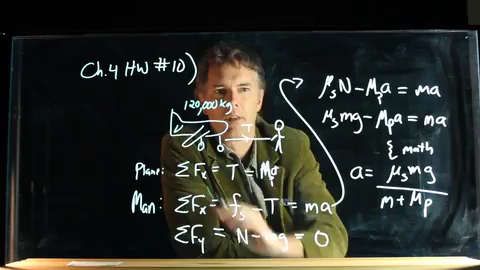 Ch.4 HW #10)
120,000 kg
T
Plane: ΣFx = T = Mpa
Man: ΣFx = fs - T = ma
ΣFy = N - mg = 0
μsN - Mpa = ma
μsmg - Mpa = ma
{ math
a = μsmg
m + Mp